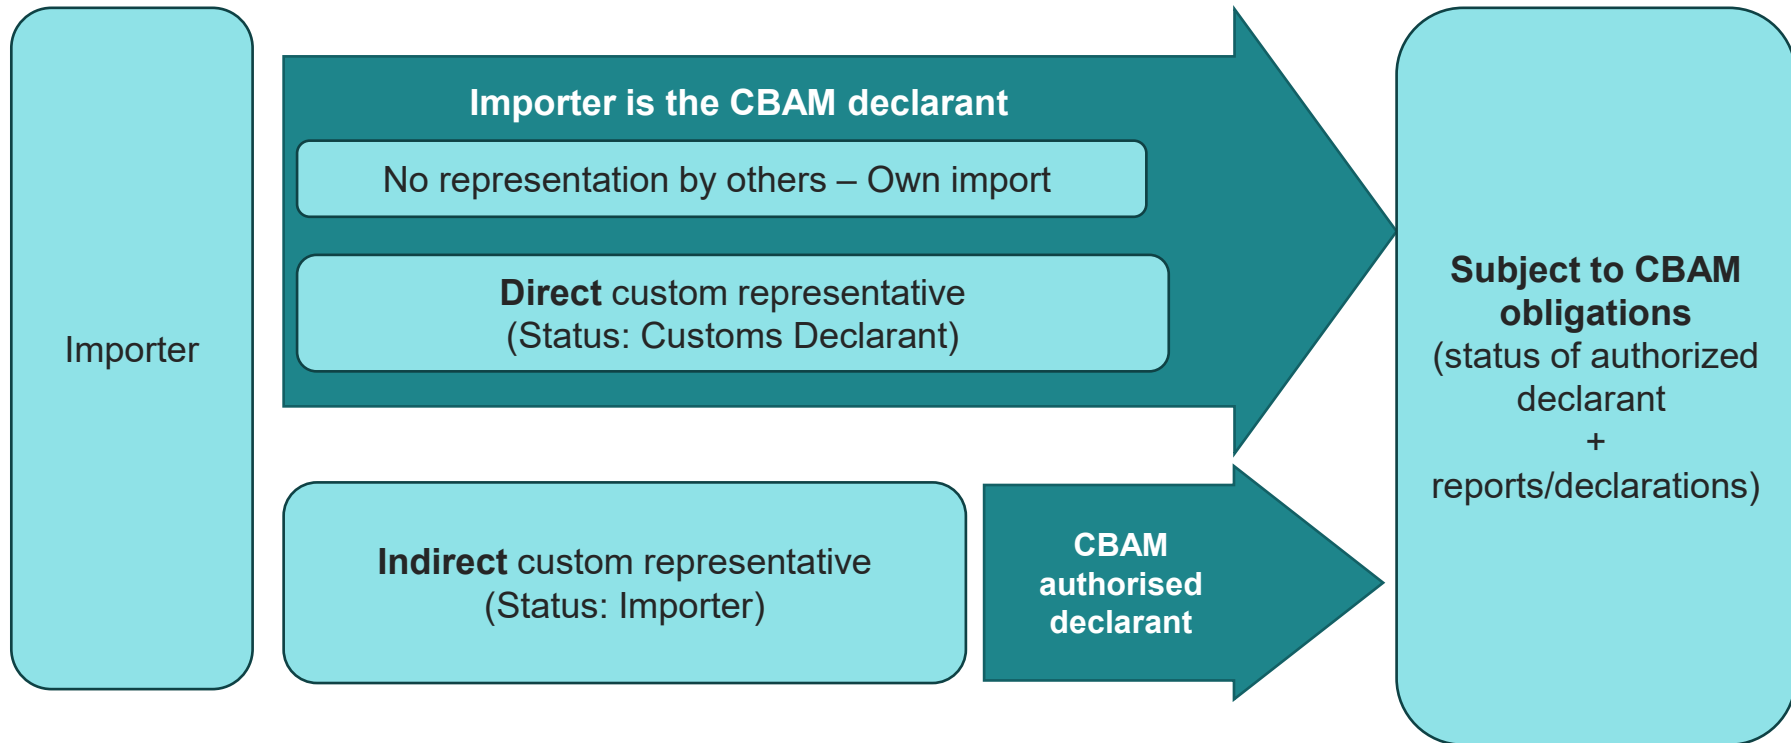 Importer
Importer is the CBAM declarant
No representation by others – Own import
Direct custom representative
(Status: Customs Declarant)
Indirect custom representative
(Status: Importer)
CBAM
authorised
declarant
Subject to CBAM
obligations
(status of authorized
declarant
+
reports/declarations)